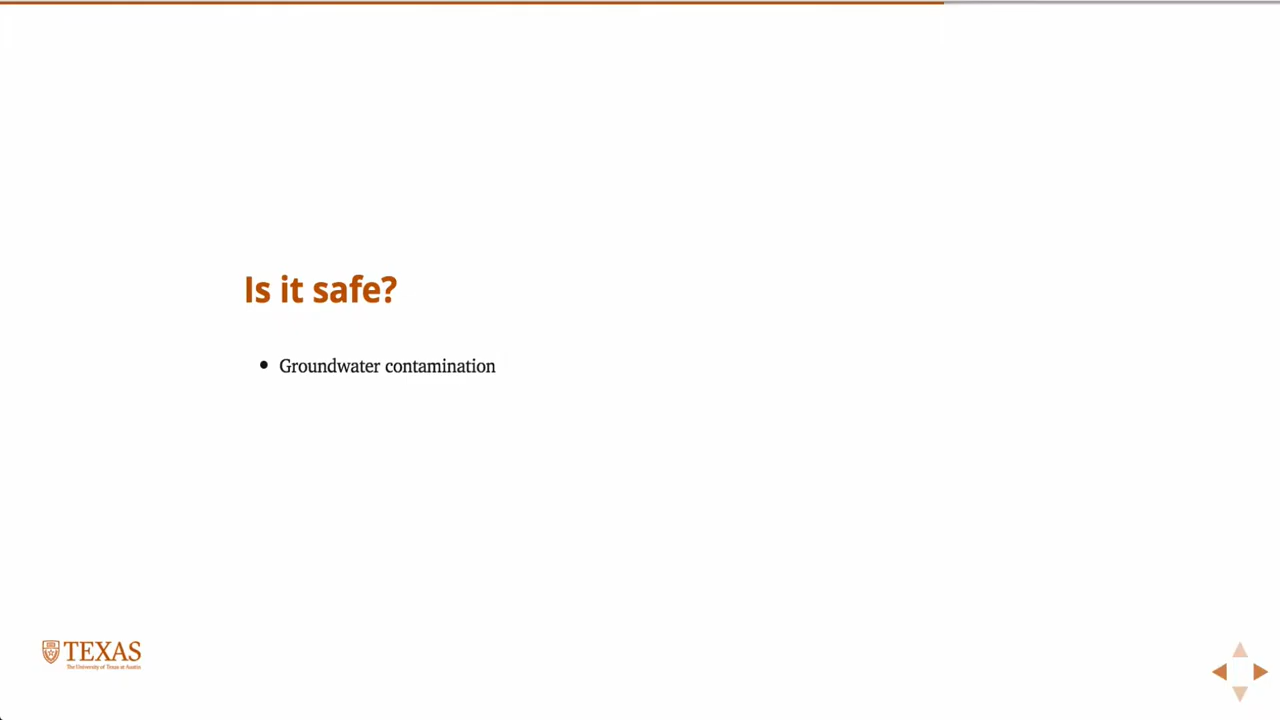 Is it safe?
• Groundwater contamination
TEXAS
The University of Texas at Austin